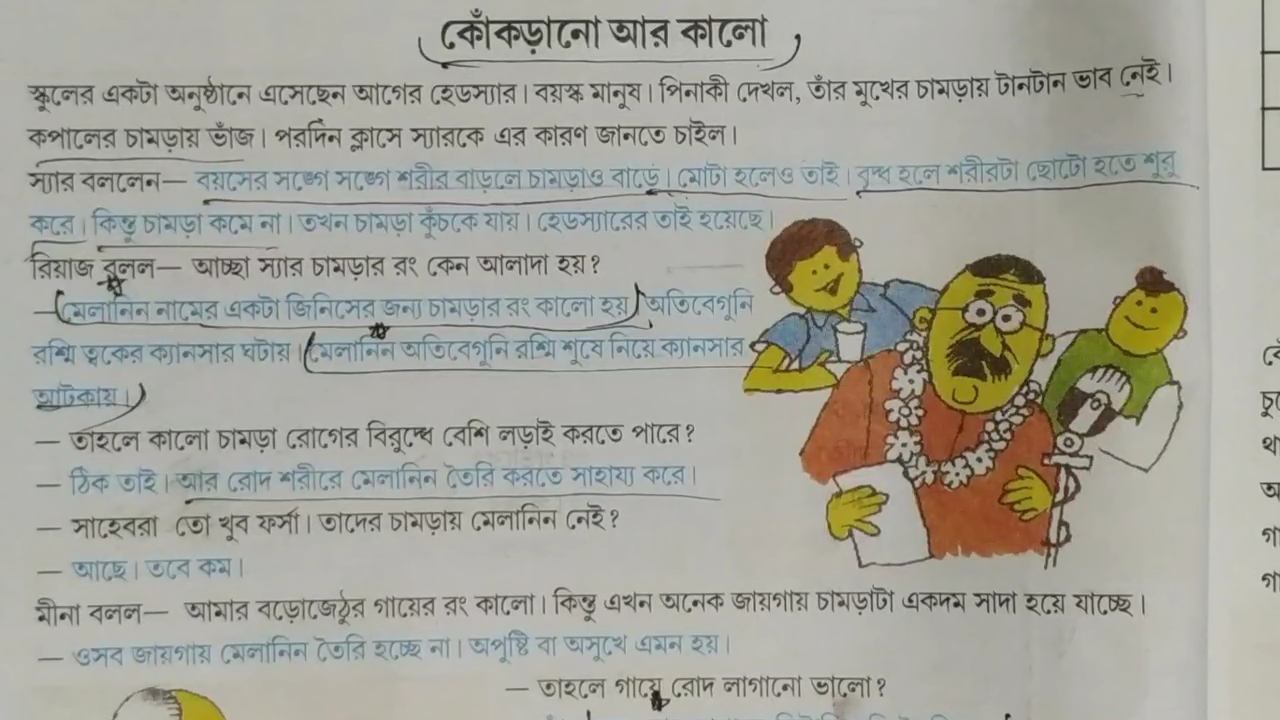 কোঁকড়ানো আর কালো
স্কুলের একটা অনুষ্ঠানে এসেছেন আগের হেডস্যার। বয়স্ক মানুষ। পিনাকী দেখল, তাঁর মুখের চামড়ায় টানটান ভাব নেই।
কপালের চামড়ায় ভাঁজ। পরদিন ক্লাসে স্যারকে এর কারণ জানতে চাইল।
স্যার বললেন— বয়সের সঙ্গে সঙ্গে শরীর বাড়লে চামড়াও বাড়ে। মোটা হলেও তাই। বৃদ্ধ হলে শরীরটা ছোটো হতে শুরু
করে। কিন্তু চামড়া কমে না। তখন চামড়া কুঁচকে যায়। হেডস্যারের তাই হয়েছে।
রিয়াজ বলল— আচ্ছা স্যার চামড়ার রং কেন আলাদা হয়?
— মেলানিন নামের একটা জিনিসের জন্য চামড়ার রং কালো হয়। অতিবেগুনি
রশ্মি ত্বকের ক্যানসার ঘটায়। মেলানিন অতিবেগুনি রশ্মি শুষে নিয়ে ক্যানসার
আটকায়।
— তাহলে কালো চামড়া রোগের বিরুদ্ধে বেশি লড়াই করতে পারে?
— ঠিক তাই। আর রোদ শরীরে মেলানিন তৈরি করতে সাহায্য করে।
— সাহেবরা তো খুব ফর্সা। তাদের চামড়ায় মেলানিন নেই?
— আছে। তবে কম।
মীনা বলল— আমার বড়োজেঠুর গায়ের রং কালো। কিন্তু এখন অনেক জায়গায় চামড়াটা একদম সাদা হয়ে যাচ্ছে।
— ওসব জায়গায় মেলানিন তৈরি হচ্ছে না। অপুষ্টি বা অসুখে এমন হয়।
— তাহলে গায়ে রোদ লাগানো ভালো?